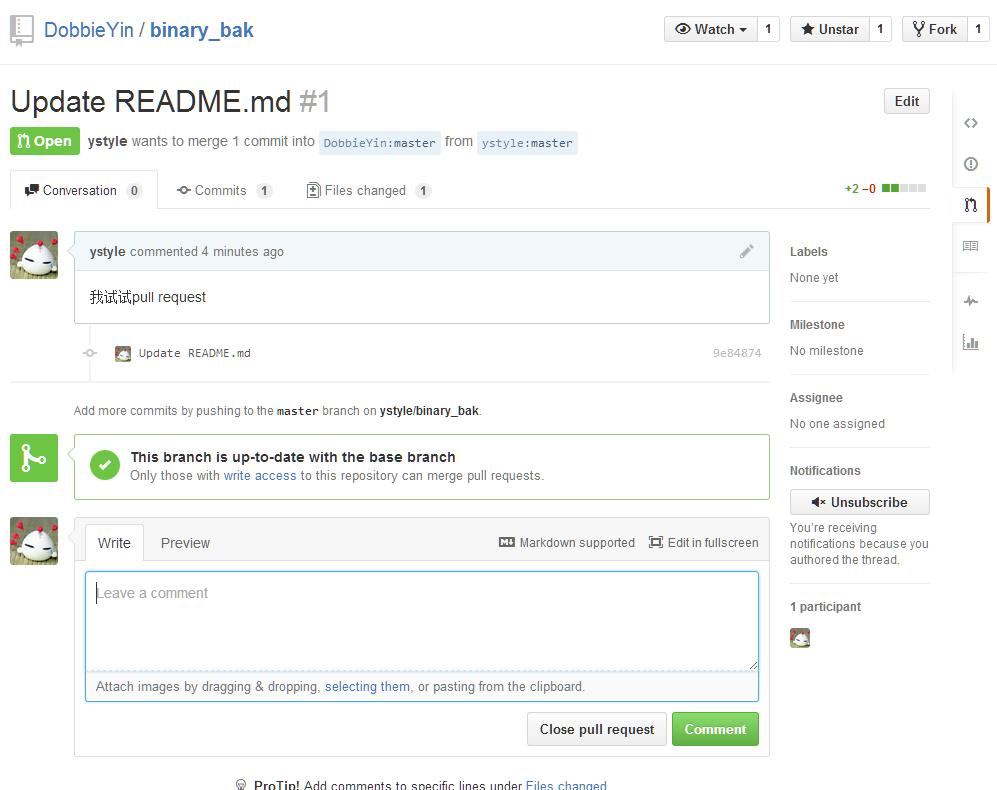 DobbieYin / binary_bak
Watch 1 Unstar 1 Fork 1
Update README.md #1
Edit
Open ystyle wants to merge 1 commit into DobbieYin:master from ystyle:master
Conversation 0 Commits 1 Files changed 1 +2 −0
ystyle commented 4 minutes ago
我试试pull request
Update README.md 9e84874
Add more commits by pushing to the master branch on ystyle/binary_bak.
This branch is up-to-date with the base branch
Only those with write access to this repository can merge pull requests.
Write Preview Markdown supported Edit in fullscreen
Leave a comment
Attach images by dragging & dropping, selecting them, or pasting from the clipboard.
Close pull request Comment
ProTip! Add comments to specific lines under Files changed
Labels
None yet
Milestone
No milestone
Assignee
No one assigned
Notifications
Unsubscribe
You're receiving
notifications because you
authored the thread.
1 participant